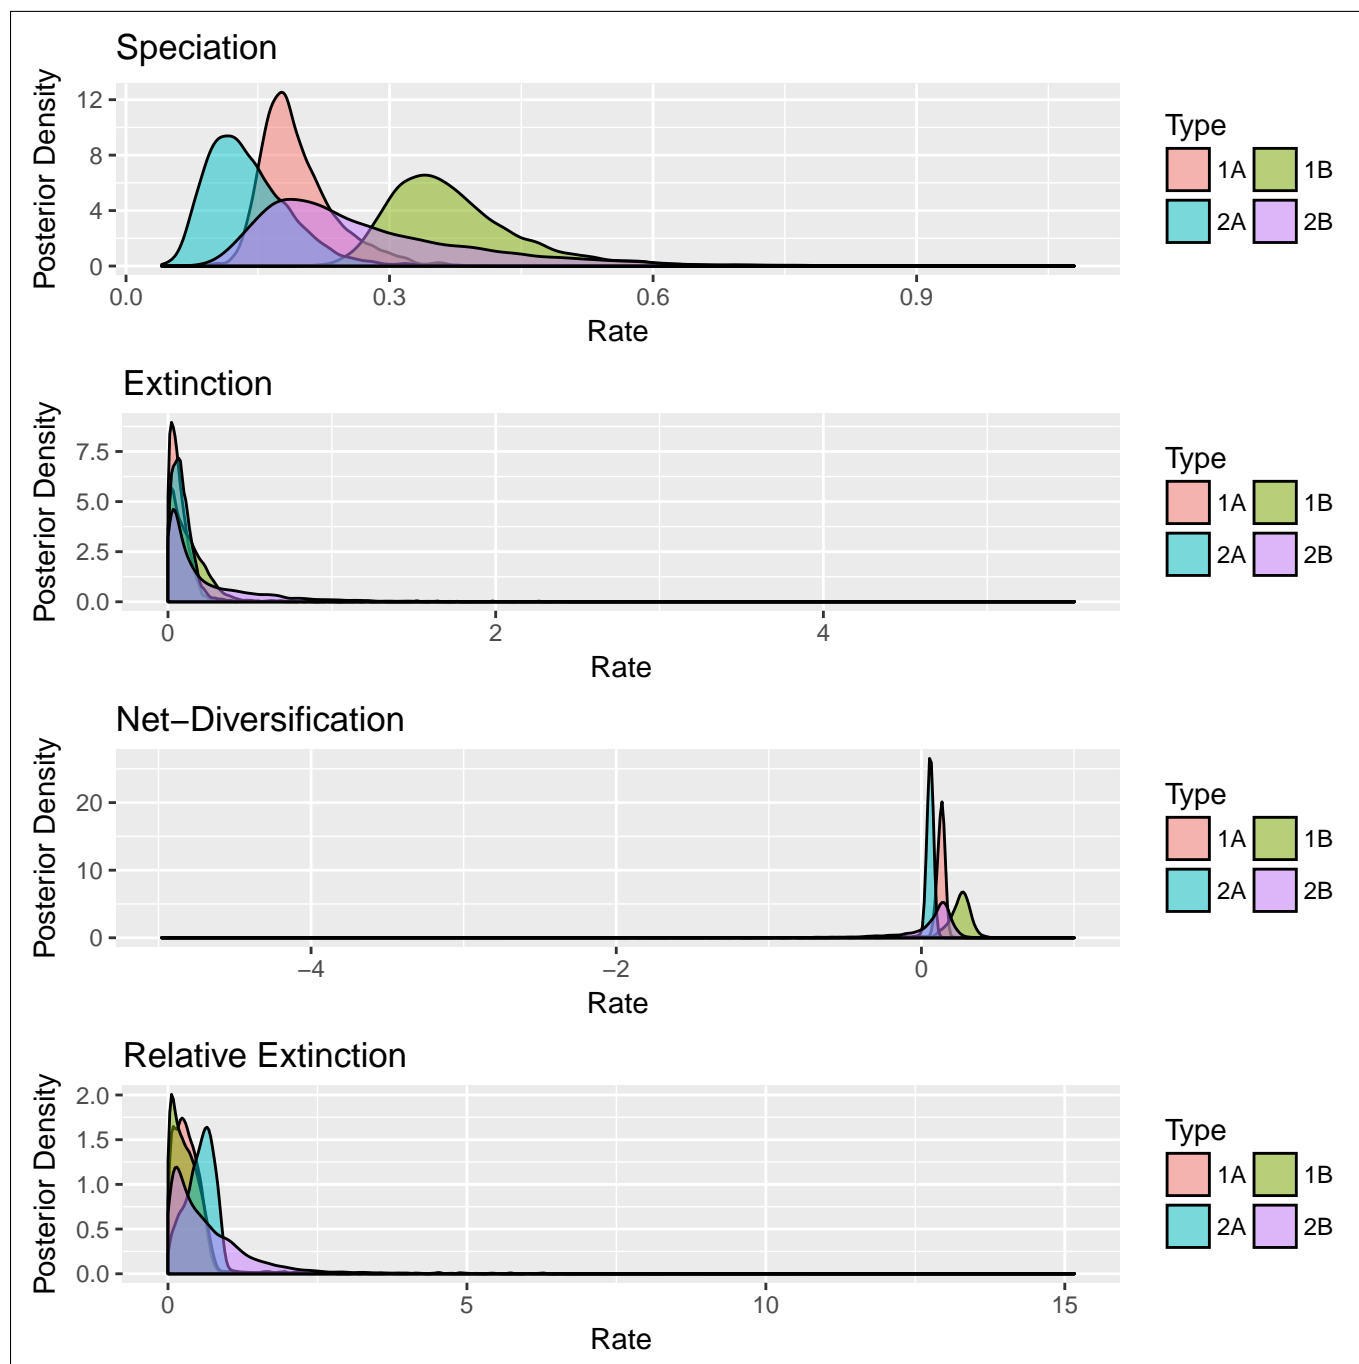 Speciation
Posterior Density
12
8
4
0
0.0 0.3 0.6 0.9
Rate
Type
1A 1B
2A 2B
Extinction
Posterior Density
7.5
5.0
2.5
0.0
0 2 4
Rate
Type
1A 1B
2A 2B
Net−Diversification
Posterior Density
20
10
0
−4 −2 0
Rate
Type
1A 1B
2A 2B
Relative Extinction
Posterior Density
2.0
1.5
1.0
0.5
0.0
0 5 10 15
Rate
Type
1A 1B
2A 2B